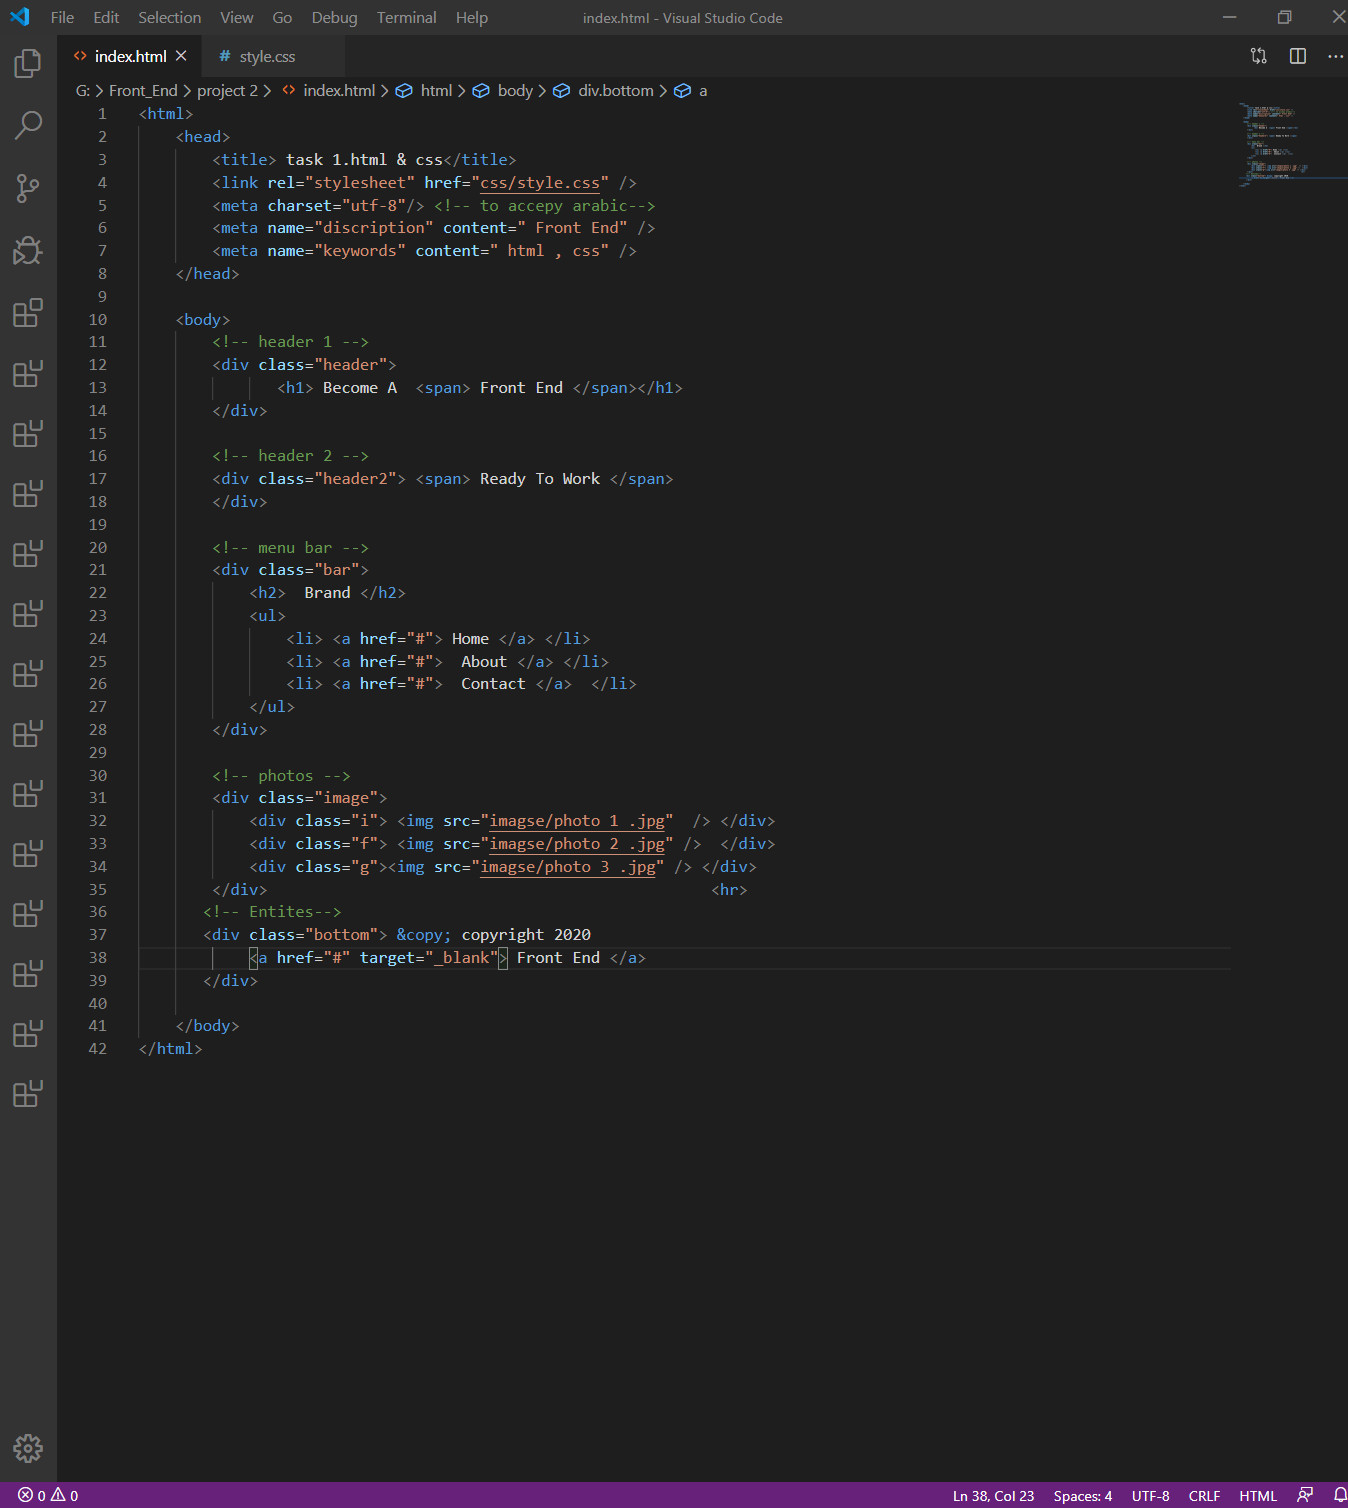 File Edit Selection View Go Debug Terminal Help index.html - Visual Studio Code
index.html style.css
G: > Front_End > project 2 > index.html > html > body > div.bottom > a
1 <html>
2 <head>
3 <title> task 1.html & css</title>
4 <link rel="stylesheet" href="css/style.css" />
5 <meta charset="utf-8"/> <!-- to accepy arabic-->
6 <meta name="discription" content=" Front End" />
7 <meta name="keywords" content=" html , css" />
8 </head>
9
10 <body>
11 <!-- header 1 -->
12 <div class="header">
13 <h1> Become A  <span> Front End </span></h1>
14 </div>
15
16 <!-- header 2 -->
17 <div class="header2"> <span> Ready To Work </span>
18 </div>
19
20 <!-- menu bar -->
21 <div class="bar">
22 <h2>  Brand </h2>
23 <ul>
24 <li> <a href="#"> Home </a> </li>
25 <li> <a href="#">  About </a> </li>
26 <li> <a href="#">  Contact </a>  </li>
27 </ul>
28 </div>
29
30 <!-- photos -->
31 <div class="image">
32 <div class="i"> <img src="imagse/photo 1 .jpg"  /> </div>
33 <div class="f"> <img src="imagse/photo 2 .jpg" />  </div>
34 <div class="g"><img src="imagse/photo 3 .jpg" /> </div>
35 </div> <hr>
36 <!-- Entites-->
37 <div class="bottom"> &copy; copyright 2020
38 <a href="#" target="_blank"> Front End </a>
39 </div>
40
41 </body>
42 </html>
0 0 Ln 38, Col 23 Spaces: 4 UTF-8 CRLF HTML